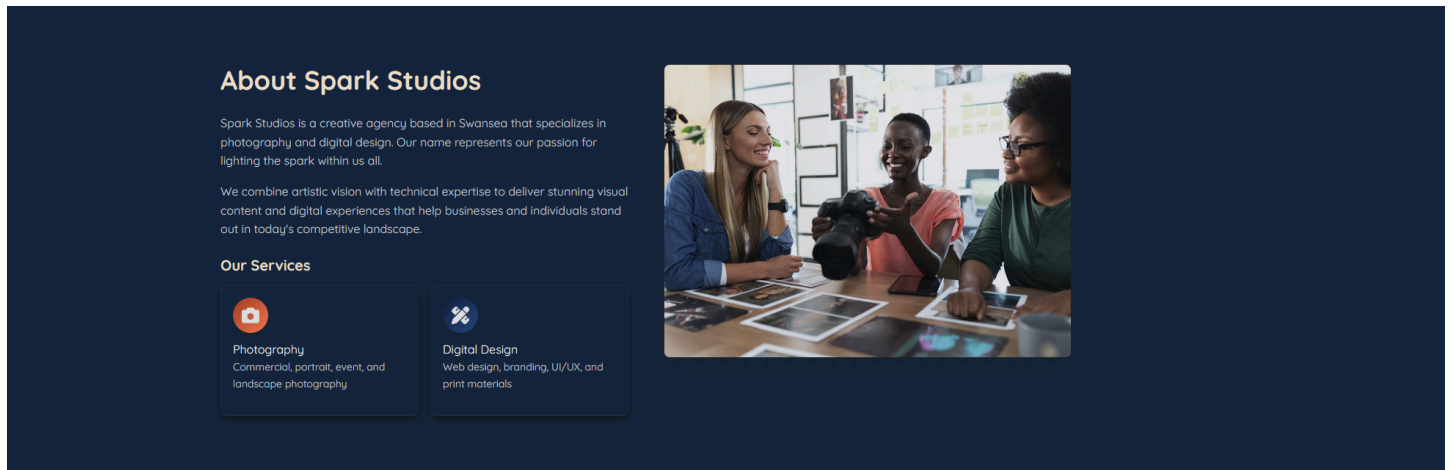 About Spark Studios
Spark Studios is a creative agency based in Swansea that specializes in
photography and digital design. Our name represents our passion for
lighting the spark within us all.
We combine artistic vision with technical expertise to deliver stunning visual
content and digital experiences that help businesses and individuals stand
out in today's competitive landscape.
Our Services
Photography
Commercial, portrait, event, and
landscape photography
Digital Design
Web design, branding, UI/UX, and
print materials